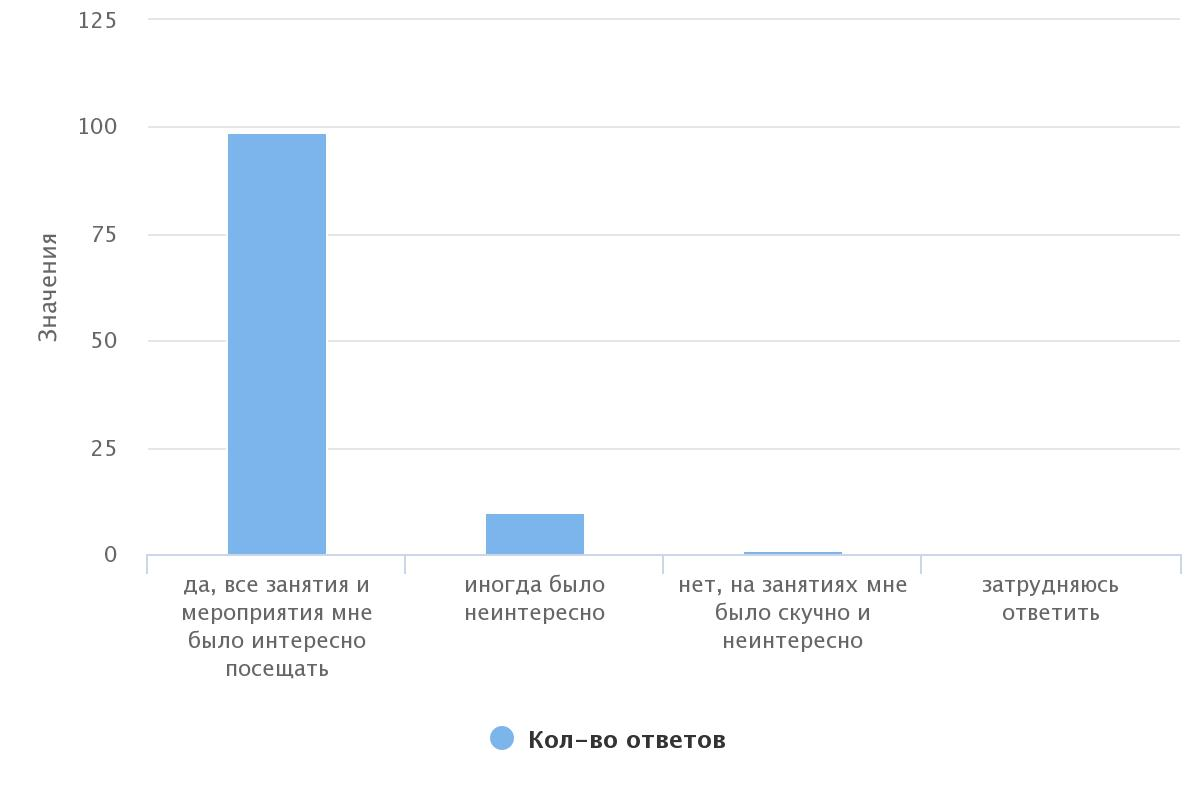 125
100
75
50
25
0
Значения
да, все занятия и
мероприятия мне
было интересно
посещать
иногда было
неинтересно
нет, на занятиях мне
было скучно и
неинтересно
затрудняюсь
ответить
Кол-во ответов